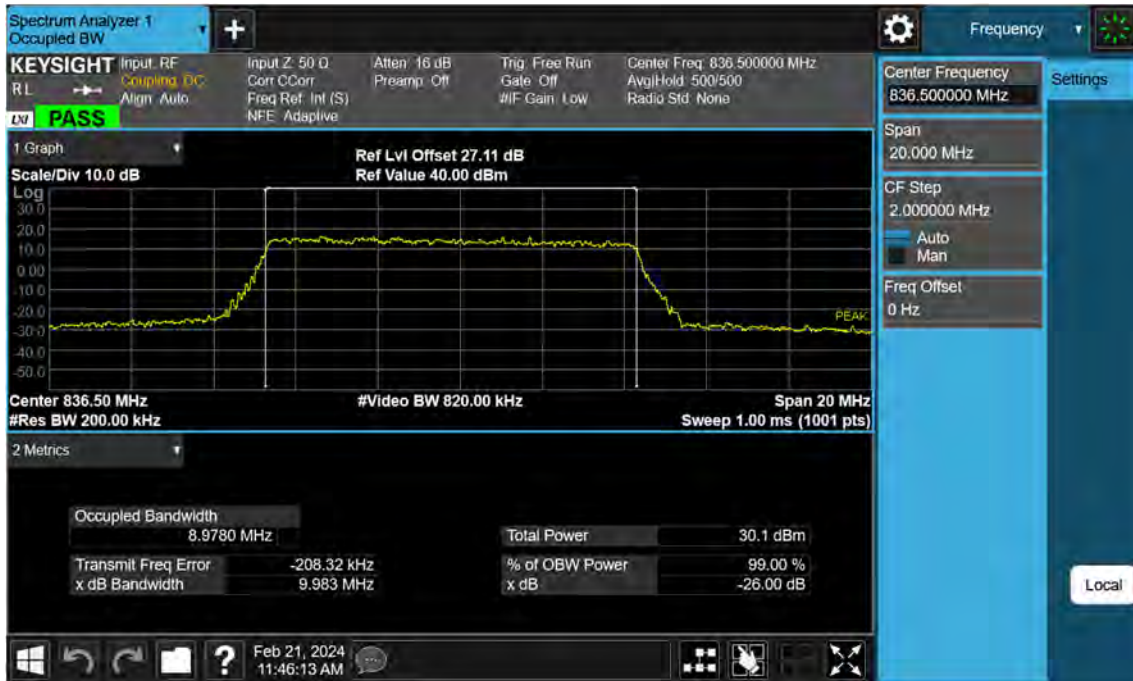 Spectrum Analyzer 1
Occupied BW
+
Frequency
KEYSIGHT
RL
LXI
PASS
Input: RF
Coupling: DC
Align: Auto
Input Z: 50 Ω
Corr CCorr
Freq Ref: Int (S)
NFE: Adaptive
Atten: 16 dB
Preamp: Off
Trig: Free Run
Gate: Off
#IF Gain: Low
Center Freq: 836.500000 MHz
Avg|Hold: 500/500
Radio Std: None
Center Frequency
836.500000 MHz
Settings
Span
20.000 MHz
CF Step
2.000000 MHz
Auto
Man
Freq Offset
0 Hz
Local
1 Graph
Scale/Div 10.0 dB
Ref Lvl Offset 27.11 dB
Ref Value 40.00 dBm
Log
30.0
20.0
10.0
0.00
-10.0
-20.0
-30.0
-40.0
-50.0
PEAK
Center 836.50 MHz
#Video BW 820.00 kHz
Span 20 MHz
#Res BW 200.00 kHz
Sweep 1.00 ms (1001 pts)
2 Metrics
Occupied Bandwidth
8.9780 MHz
Total Power 30.1 dBm
Transmit Freq Error -208.32 kHz
% of OBW Power 99.00 %
x dB Bandwidth 9.983 MHz
x dB -26.00 dB
?
Feb 21, 2024
11:46:13 AM